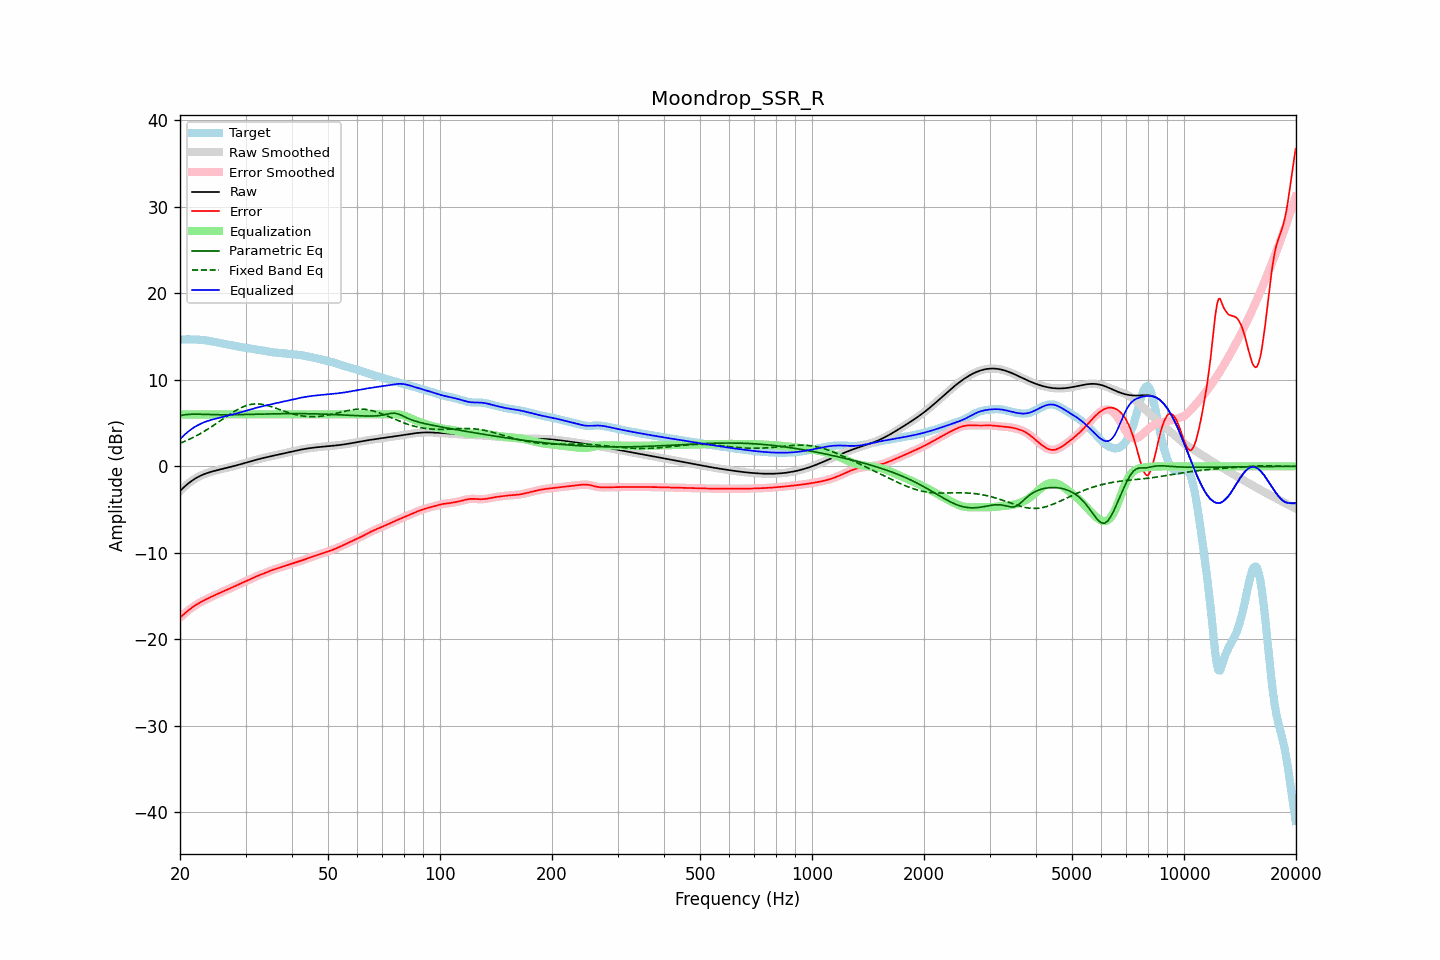 Moondrop_SSR_R
Target
Raw Smoothed
Error Smoothed
Raw
Error
Equalization
Parametric Eq
Fixed Band Eq
Equalized
40
30
20
10
0
−10
−20
−30
−40
Amplitude (dBr)
20 50 100 200 500 1000 2000 5000 10000 20000
Frequency (Hz)